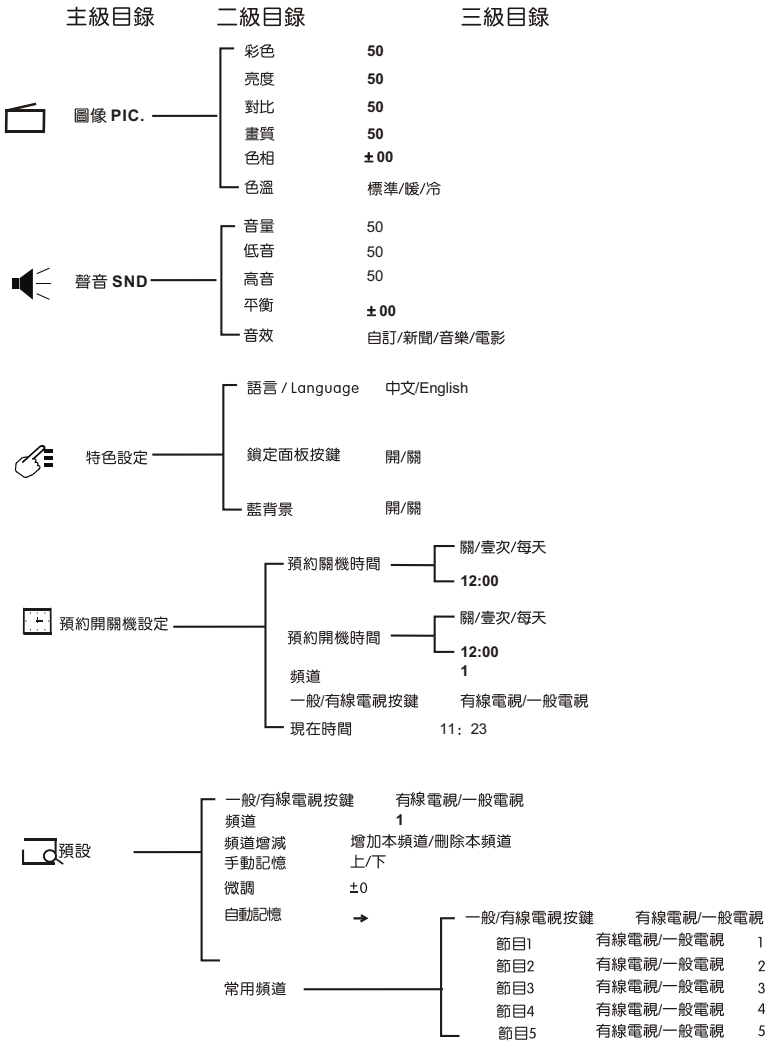 主級目錄 二級目錄 三級目錄
彩色 50
亮度 50
對比 50
圖像 PIC.
畫質 50
色相 ±00
色溫 標準/暖/冷
音量 50
低音 50
聲音 SND
高音 50
平衡 ±00
音效 自訂/新聞/音樂/電影
語言 / Language 中文/English
特色設定
鎖定面板按鍵 開/關
藍背景 開/關
關/壹次/每天
預約關機時間
12:00
預約開關機設定
關/壹次/每天
預約開機時間
12:00
頻道 1
一般/有線電視按鍵 有線電視/一般電視
現在時間 11: 23
一般/有線電視按鍵 有線電視/一般電視
頻道 1
頻道增減 增加本頻道/刪除本頻道
預設
手動記憶 上/下
微調 ±0
自動記憶 →
一般/有線電視按鍵 有線電視/一般電視
節目1 有線電視/一般電視 1
節目2 有線電視/一般電視 2
常用頻道
節目3 有線電視/一般電視 3
節目4 有線電視/一般電視 4
節目5 有線電視/一般電視 5